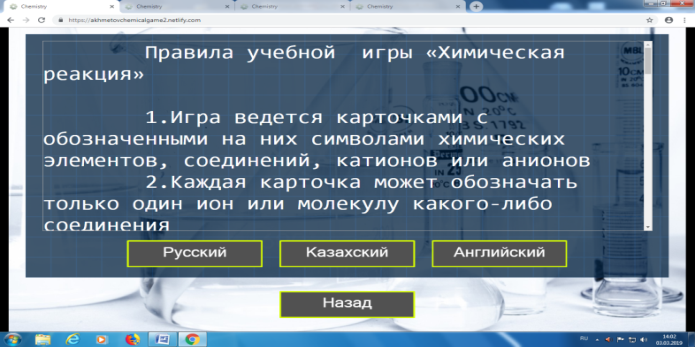 Chemistry
Chemistry
Chemistry
Chemistry
https://akhmetovchemicalgame2.netlify.com
Правила учебной игры «Химическая
реакция»
1.Игра ведется карточками с
обозначенными на них символами химических
элементов, соединений, катионов или анионов
2.Каждая карточка может обозначать
только один ион или молекулу какого-либо
соединения
Русский
Казахский
Английский
Назад
RU
14:02
03.03.2019